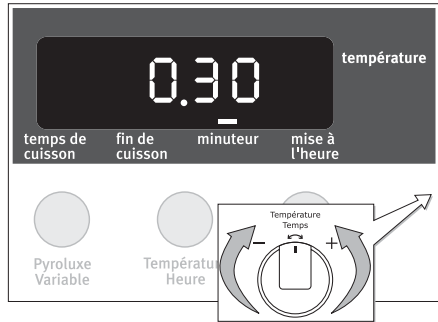 température
0.30
temps de
cuisson
fin de
cuisson
minuteur
mise à
l'heure
Pyroluxe
Variable
Températur
Heure
Température
Temps
− +